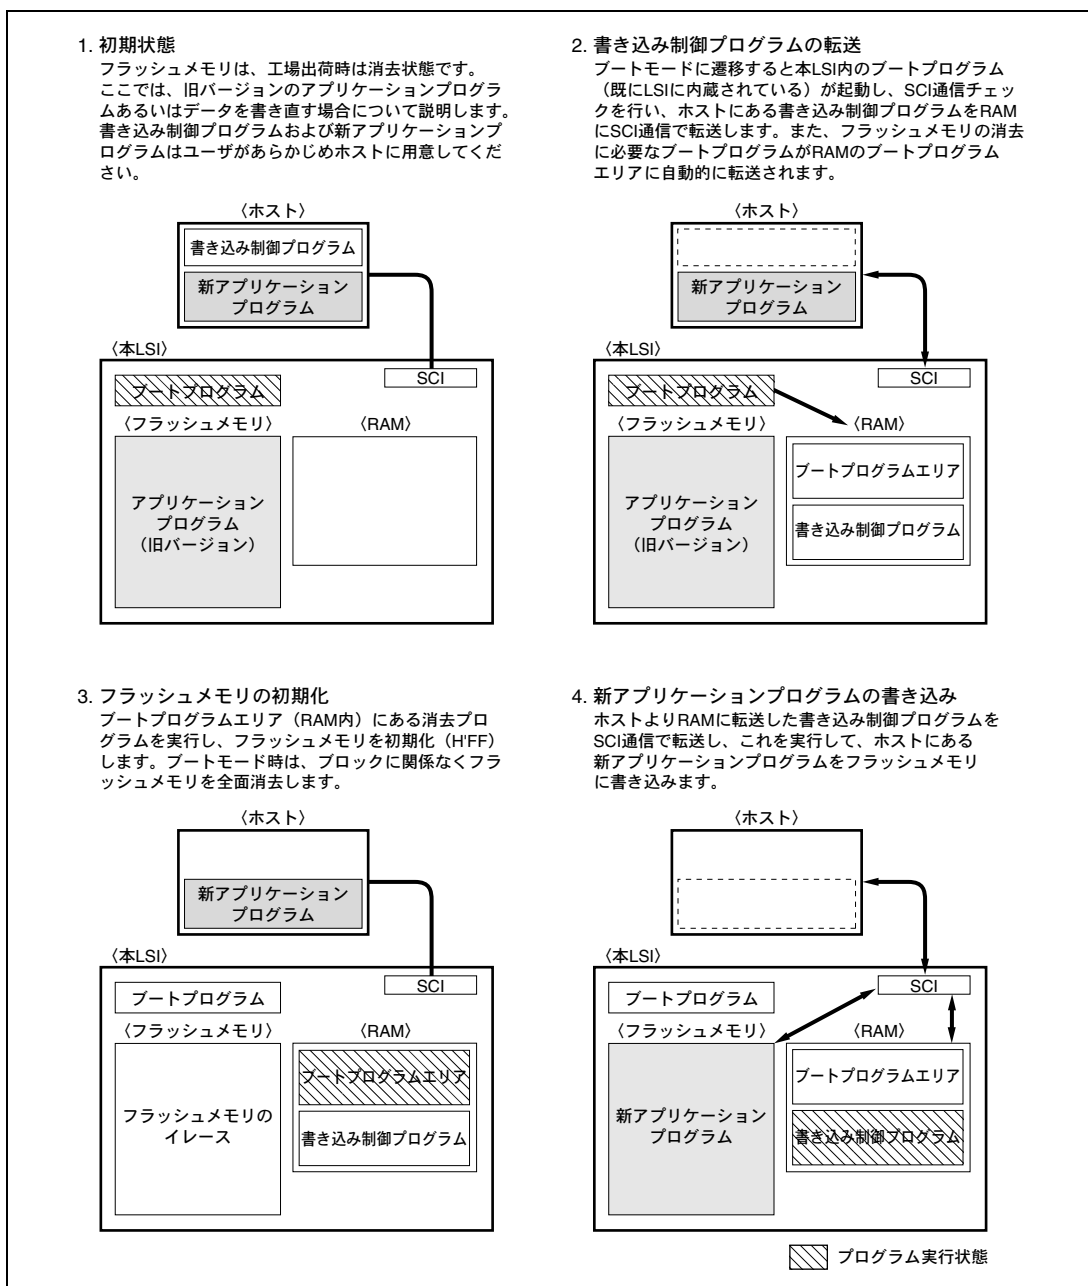 1. 初期状態
フラッシュメモリは、工場出荷時は消去状態です。
ここでは、旧バージョンのアプリケーションプログラ
ムあるいはデータを書き直す場合について説明します。
書き込み制御プログラムおよび新アプリケーションプ
ログラムはユーザがあらかじめホストに用意してくだ
さい。
〈ホスト〉
書き込み制御プログラム
新アプリケーション
プログラム
〈本LSI〉
SCI
ブートプログラム
〈フラッシュメモリ〉
〈RAM〉
アプリケーション
プログラム
（旧バージョン）
2. 書き込み制御プログラムの転送
ブートモードに遷移すると本LSI内のブートプログラム
（既にLSIに内蔵されている）が起動し、SCI通信チェッ
クを行い、ホストにある書き込み制御プログラムをRAM
にSCI通信で転送します。また、フラッシュメモリの消去
に必要なブートプログラムがRAMのブートプログラム
エリアに自動的に転送されます。
〈ホスト〉
新アプリケーション
プログラム
〈本LSI〉
SCI
ブートプログラム
〈フラッシュメモリ〉
〈RAM〉
ブートプログラムエリア
アプリケーション
プログラム
（旧バージョン）
書き込み制御プログラム
3. フラッシュメモリの初期化
ブートプログラムエリア（RAM内）にある消去プロ
グラムを実行し、フラッシュメモリを初期化（H'FF）
します。ブートモード時は、ブロックに関係なくフラ
ッシュメモリを全面消去します。
〈ホスト〉
新アプリケーション
プログラム
〈本LSI〉
SCI
ブートプログラム
〈フラッシュメモリ〉
〈RAM〉
ブートプログラムエリア
フラッシュメモリの
イレース
書き込み制御プログラム
4. 新アプリケーションプログラムの書き込み
ホストよりRAMに転送した書き込み制御プログラムを
SCI通信で転送し、これを実行して、ホストにある
新アプリケーションプログラムをフラッシュメモリ
に書き込みます。
〈ホスト〉
〈本LSI〉
SCI
ブートプログラム
〈フラッシュメモリ〉
〈RAM〉
ブートプログラムエリア
新アプリケーション
プログラム
書き込み制御プログラム
プログラム実行状態